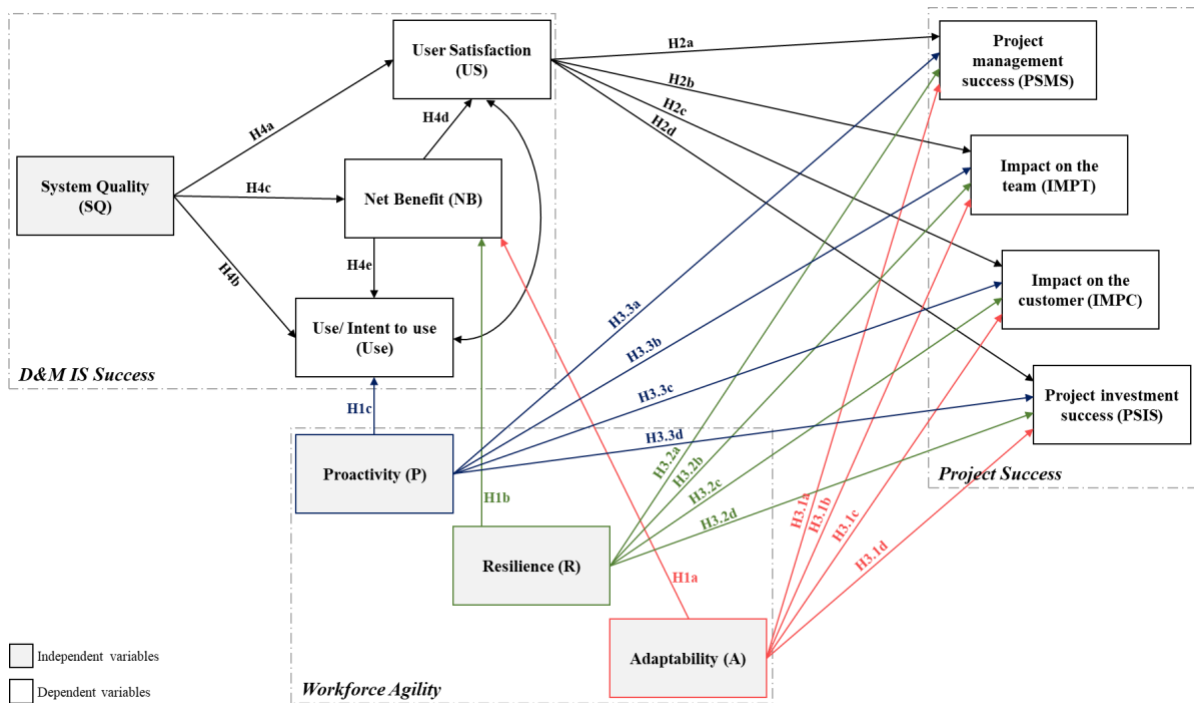 User Satisfaction
(US)
Project
management
success (PSMS)
H2a
H2b
H2c
H2d
H4d
H4a
System Quality
(SQ)
H4c
Net Benefit (NB)
Impact on the
team (IMPT)
H4b
H4e
Impact on the
customer (IMPC)
Use/ Intent to use
(Use)
D&M IS Success
H3.3a
H3.3b
H3.3c
H3.3d
Project investment
success (PSIS)
Project Success
H1c
Proactivity (P)
H1b
H3.2a
H3.2b
H3.2c
H3.2d
H3.1a
H3.1b
H3.1c
H3.1d
Resilience (R)
H1a
Adaptability (A)
Workforce Agility
Independent variables
Dependent variables